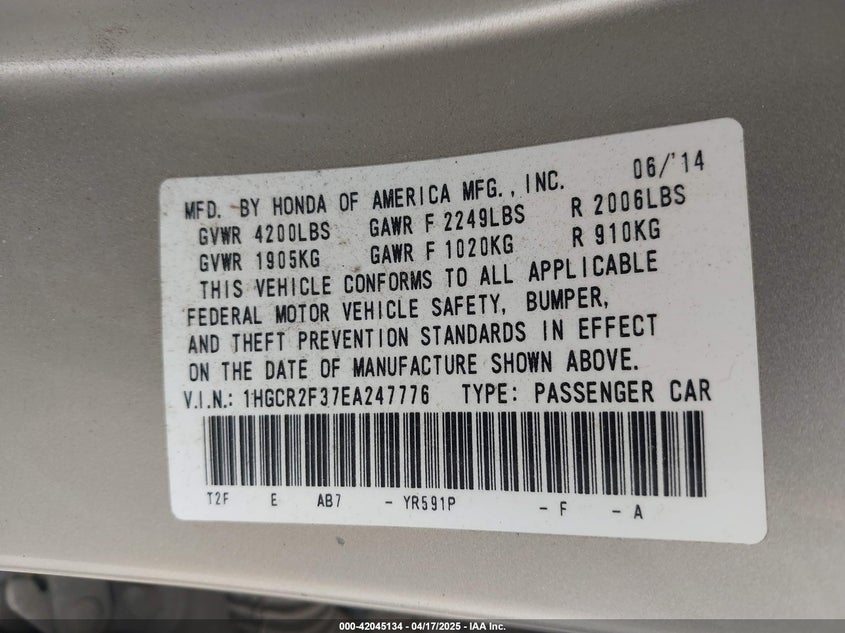 06/'14
MFD. BY HONDA OF AMERICA MFG., INC.
GVWR 4200LBS GAWR F 2249LBS R 2006LBS
GVWR 1905KG GAWR F 1020KG R 910KG
THIS VEHICLE CONFORMS TO ALL APPLICABLE
FEDERAL MOTOR VEHICLE SAFETY, BUMPER,
AND THEFT PREVENTION STANDARDS IN EFFECT
ON THE DATE OF MANUFACTURE SHOWN ABOVE.
V.I.N.: 1HGCR2F37EA247776 TYPE: PASSENGER CAR
T2F E AB7 - YR591P - F - A
000-42045134 - 04/17/2025 - IAA Inc.